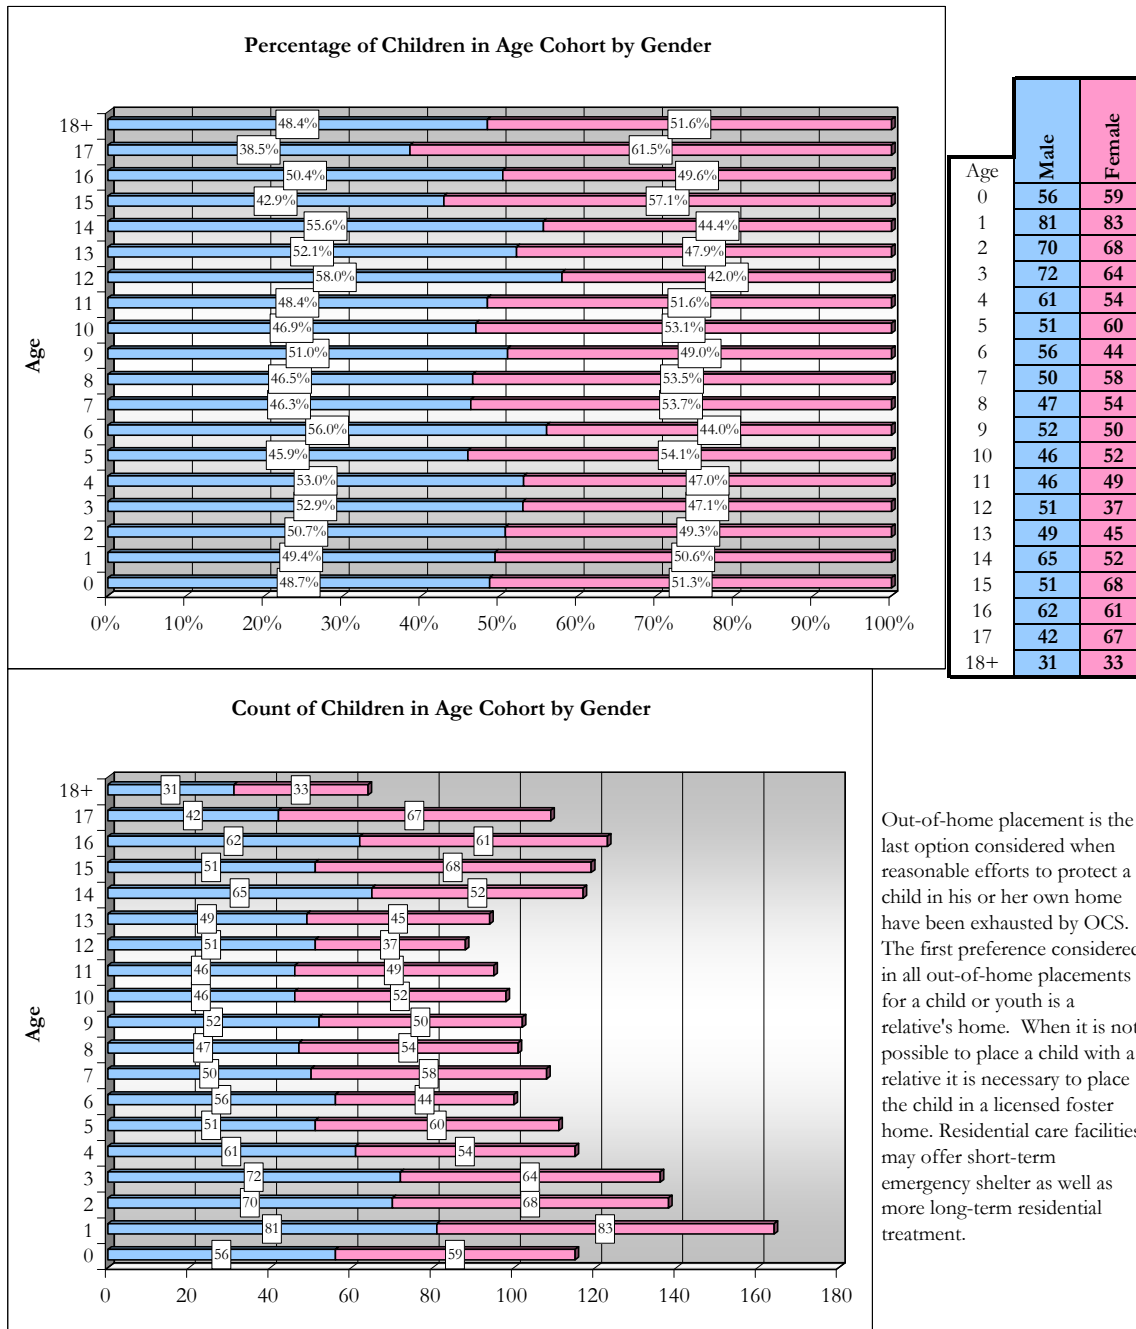 Percentage of Children in Age Cohort by Gender
Age
18+ 48.4% 51.6%
17 38.5% 61.5%
16 50.4% 49.6%
15 42.9% 57.1%
14 55.6% 44.4%
13 52.1% 47.9%
12 58.0% 42.0%
11 48.4% 51.6%
10 46.9% 53.1%
9 51.0% 49.0%
8 46.5% 53.5%
7 46.3% 53.7%
6 56.0% 44.0%
5 45.9% 54.1%
4 53.0% 47.0%
3 52.9% 47.1%
2 50.7% 49.3%
1 49.4% 50.6%
0 48.7% 51.3%
0% 10% 20% 30% 40% 50% 60% 70% 80% 90% 100%
Age Male Female
0 56 59
1 81 83
2 70 68
3 72 64
4 61 54
5 51 60
6 56 44
7 50 58
8 47 54
9 52 50
10 46 52
11 46 49
12 51 37
13 49 45
14 65 52
15 51 68
16 62 61
17 42 67
18+ 31 33
Count of Children in Age Cohort by Gender
Age
18+ 31 33
17 42 67
16 62 61
15 51 68
14 65 52
13 49 45
12 51 37
11 46 49
10 46 52
9 52 50
8 47 54
7 50 58
6 56 44
5 51 60
4 61 54
3 72 64
2 70 68
1 81 83
0 56 59
0 20 40 60 80 100 120 140 160 180
Out-of-home placement is the
last option considered when
reasonable efforts to protect a
child in his or her own home
have been exhausted by OCS.
The first preference considered
in all out-of-home placements
for a child or youth is a
relative's home. When it is not
possible to place a child with a
relative it is necessary to place
the child in a licensed foster
home. Residential care facilities
may offer short-term
emergency shelter as well as
more long-term residential
treatment.